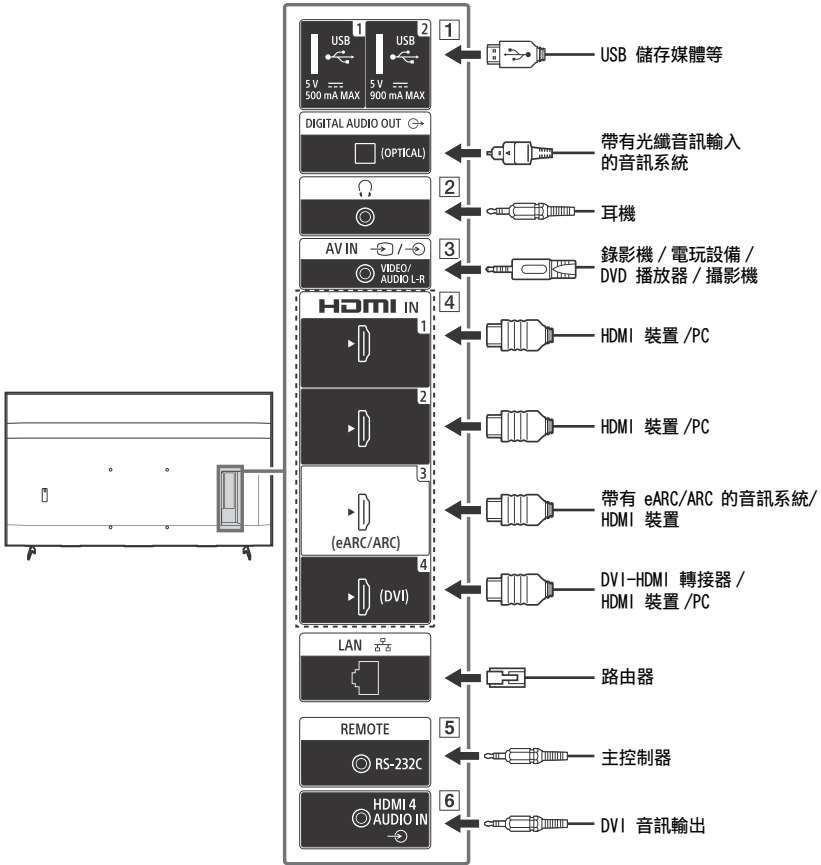 1
USB
5 V
500 mA MAX
2
USB
5 V
900 mA MAX
1
USB 儲存媒體等
DIGITAL AUDIO OUT
(OPTICAL)
帶有光纖音訊輸入
的音訊系統
2
耳機
AV IN /
VIDEO/
AUDIO L-R
3
錄影機 / 電玩設備 /
DVD 播放器 / 攝影機
HDMI IN
4
1
HDMI 裝置 /PC
2
HDMI 裝置 /PC
3
(eARC/ARC)
帶有 eARC/ARC 的音訊系統/
HDMI 裝置
4
(DVI)
DVI-HDMI 轉接器 /
HDMI 裝置 /PC
LAN
路由器
REMOTE
5
RS-232C
主控制器
6
HDMI 4
AUDIO IN
DVI 音訊輸出